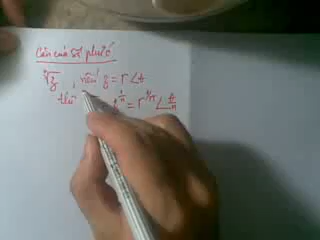 Căn của số phức
ⁿ√z , nếu z = r∠θ
thì z^(1/n) = r^(1/n) ∠θ/n